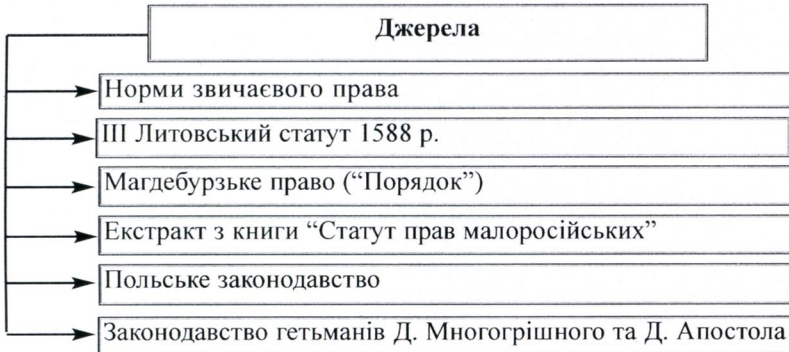 Джерела
Норми звичаєвого права
ІІІ Литовський статут 1588 р.
Магдебурзьке право (“Порядок”)
Екстракт з книги “Статут прав малоросійських”
Польське законодавство
Законодавство гетьманів Д. Многогрішного та Д. Апостола